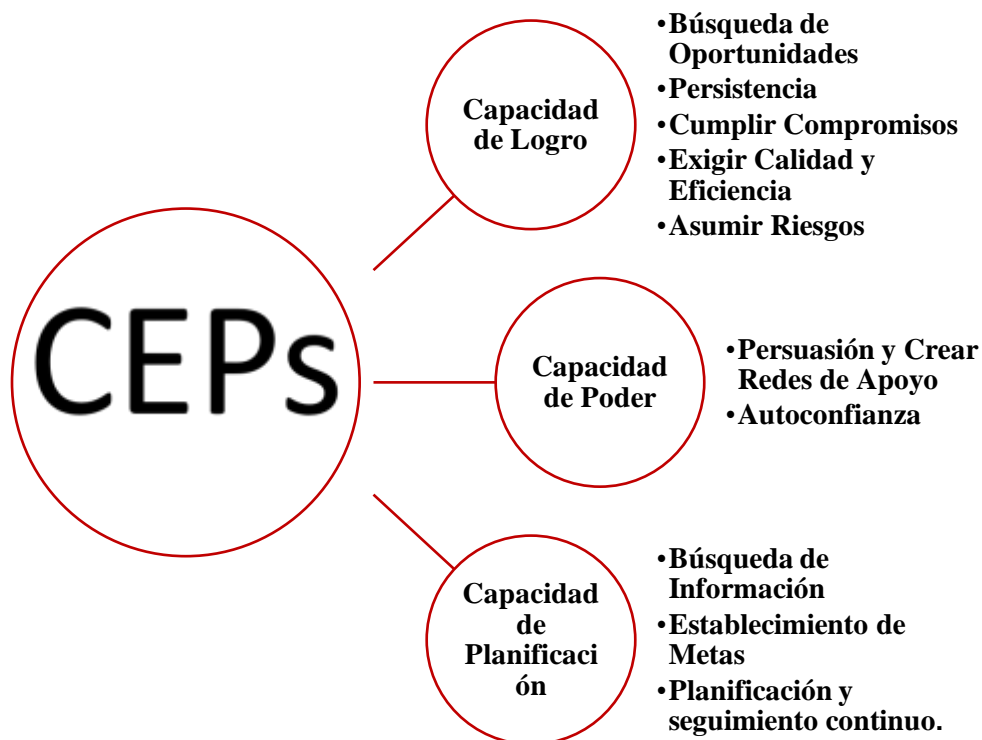 CEPs
Capacidad
de Logro
•Búsqueda de
Oportunidades
•Persistencia
•Cumplir Compromisos
•Exigir Calidad y
Eficiencia
•Asumir Riesgos
Capacidad
de Poder
•Persuasión y Crear
Redes de Apoyo
•Autoconfianza
Capacidad
de
Planificaci
ón
•Búsqueda de
Información
•Establecimiento de
Metas
•Planificación y
seguimiento continuo.